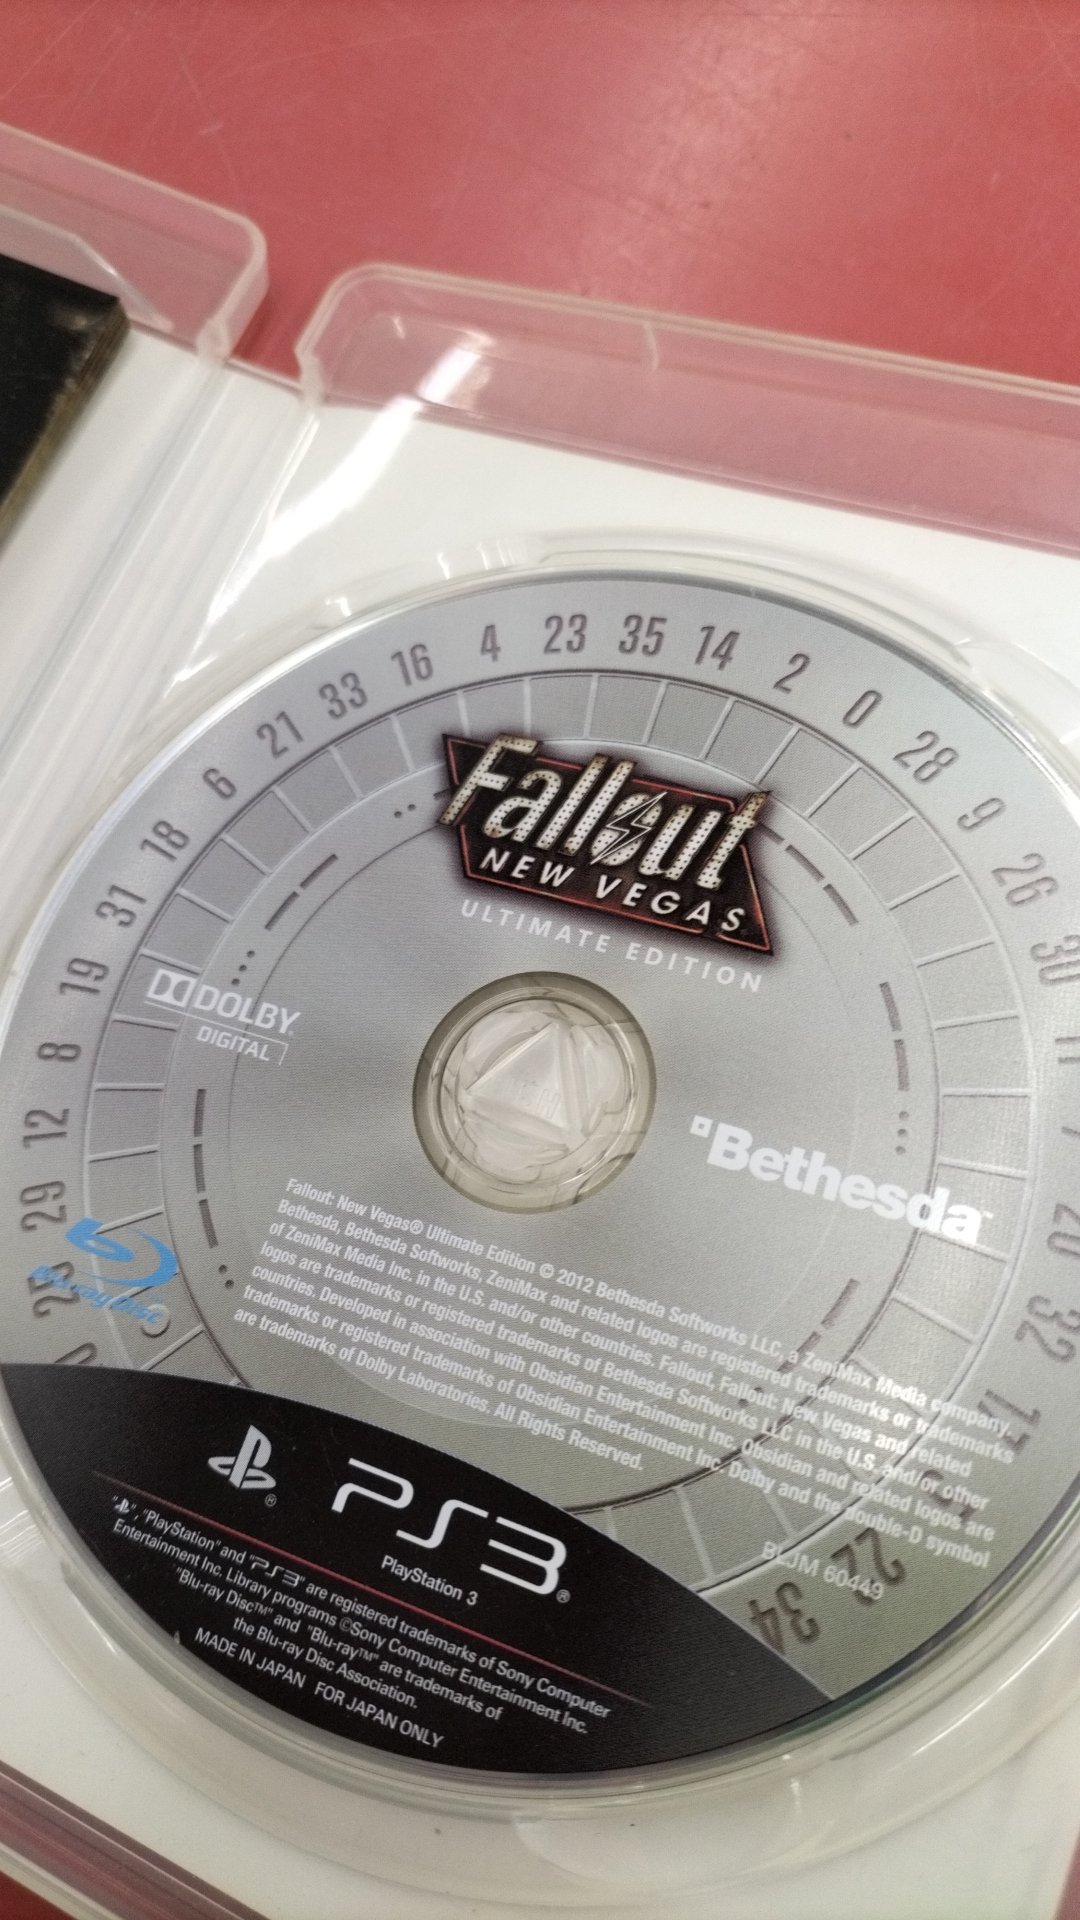 4 23 35 14 2 0 28 9 26 30
16 33 21 6 18 31 19 8 12 29
Fallout
NEW VEGAS
ULTIMATE EDITION
DOLBY
DIGITAL
Bethesda™
Blu-ray Disc
20
32
17
22
34
Fallout: New Vegas® Ultimate Edition © 2012 Bethesda Softworks LLC, a ZeniMax Media company.
Bethesda, Bethesda Softworks, ZeniMax and related logos are registered trademarks or trademarks
of ZeniMax Media Inc. in the U.S. and/or other countries. Fallout, Fallout: New Vegas and related
logos are trademarks or registered trademarks of Bethesda Softworks LLC in the U.S. and/or other
countries. Developed in association with Obsidian Entertainment Inc. Obsidian and related logos are
trademarks or registered trademarks of Obsidian Entertainment Inc. Dolby and the double-D symbol
are trademarks of Dolby Laboratories. All Rights Reserved.
BLJM 60449
PS3®
PlayStation 3
" ", "PlayStation" and "PS3" are registered trademarks of Sony Computer
Entertainment Inc. Library programs ©Sony Computer Entertainment Inc.
"Blu-ray Disc™" and "Blu-ray™" are trademarks of
the Blu-ray Disc Association.
MADE IN JAPAN FOR JAPAN ONLY